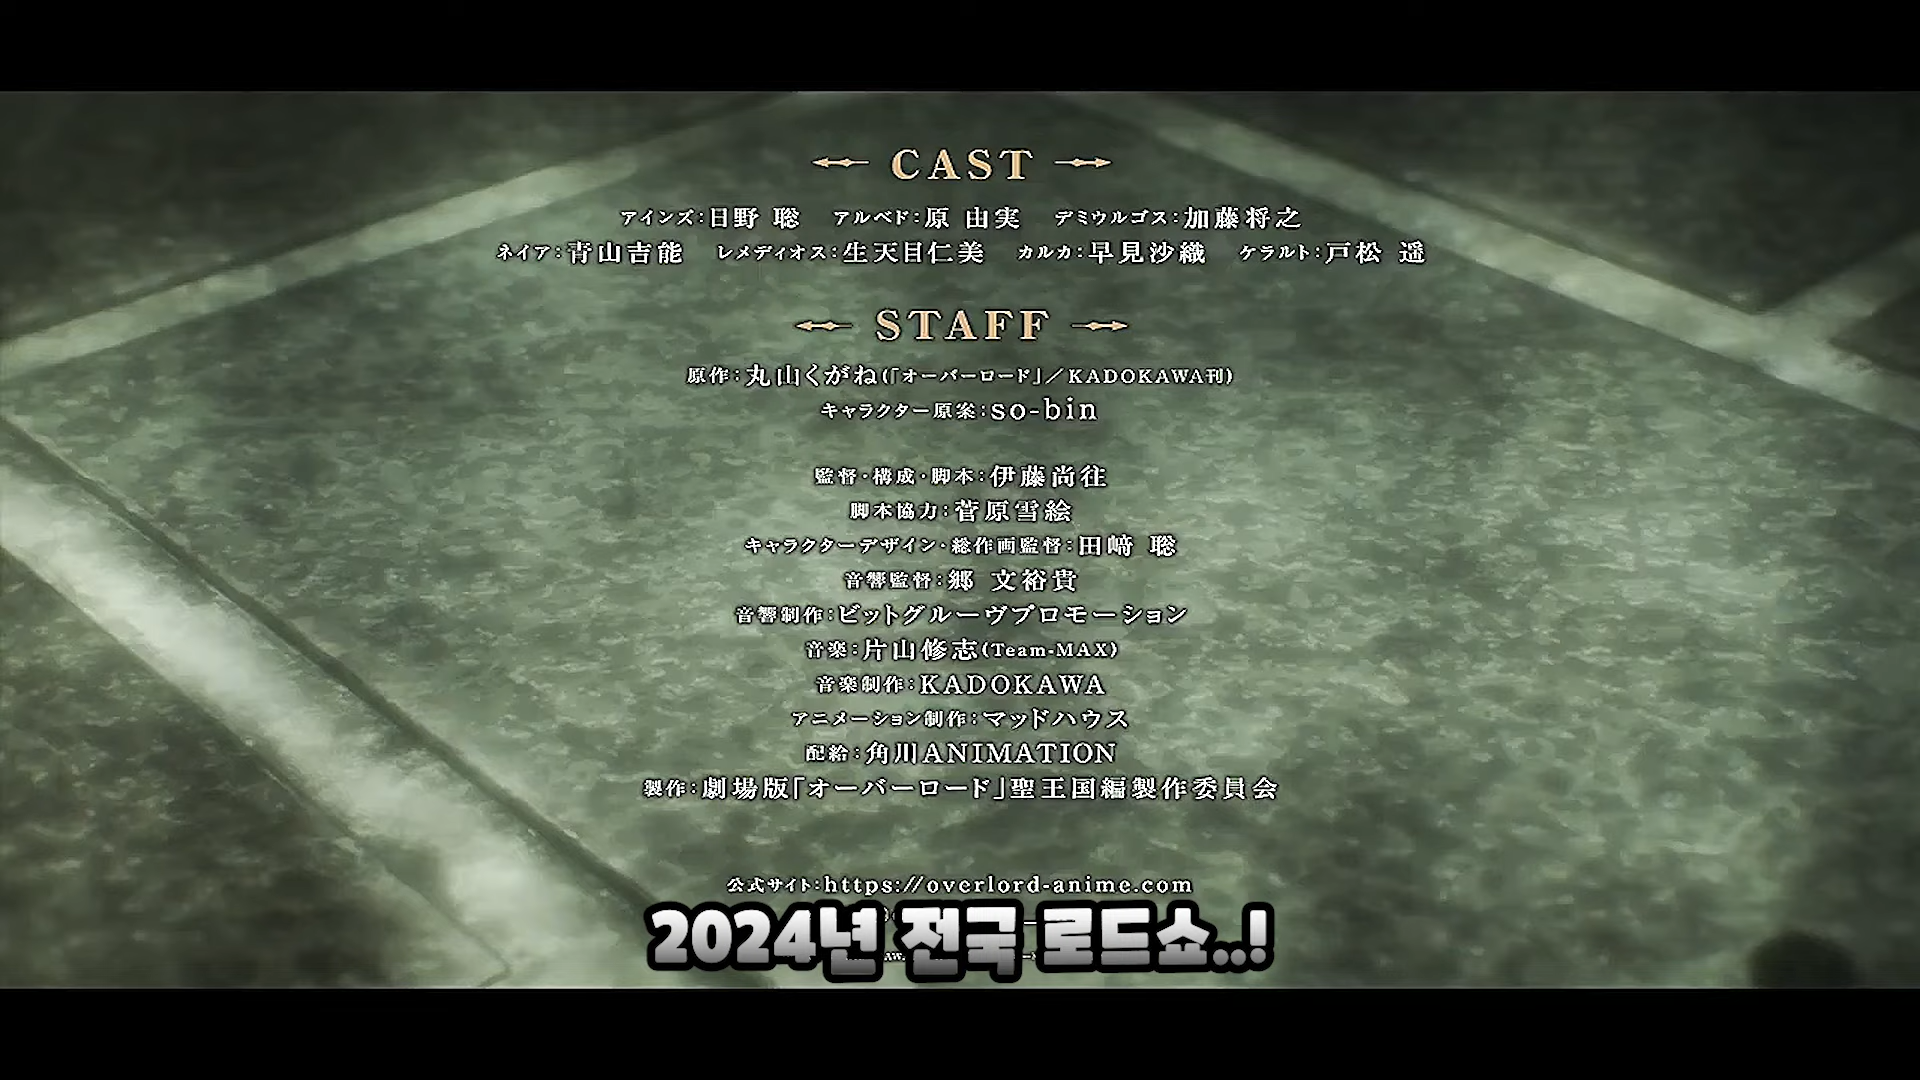 CAST
アインズ:日野 聡 アルベド:原 由実 デミウルゴス:加藤将之
ネイア:青山吉能 レメディオス:生天目仁美 カルカ:早見沙織 ケラルト:戸松 遥
STAFF
原作:丸山くがね(「オーバーロード」／KADOKAWA刊)
キャラクター原案:so-bin
監督・構成・脚本:伊藤尚往
脚本協力:菅原雪絵
キャラクターデザイン・総作画監督:田﨑 聡
音響監督:郷 文裕貴
音響制作:ビットグルーヴプロモーション
音楽:片山修志(Team-MAX)
音楽制作:KADOKAWA
アニメーション制作:マッドハウス
配給:角川ANIMATION
製作:劇場版「オーバーロード」聖王国編製作委員会
公式サイト:https://overlord-anime.com
2024년 전국 로드쇼..!